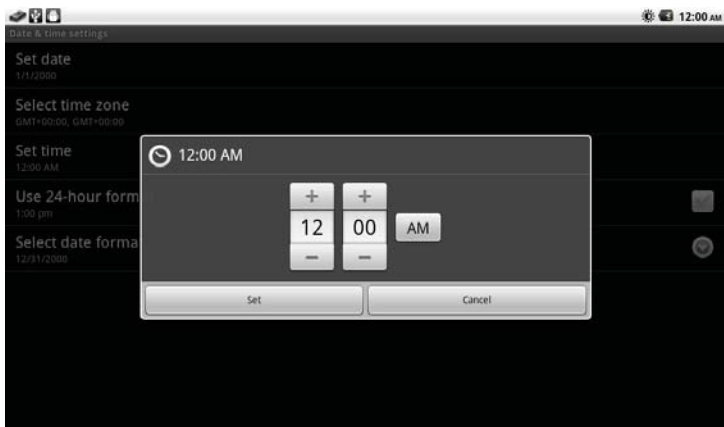 12:00 AM
Date & time settings
Set date
1/1/2000
Select time zone
GMT+00:00, GMT+00:00
Set time
12:00 AM
Use 24-hour form
1:00 pm
Select date forma
12/31/2000
12:00 AM
+ +
12 00 AM
− −
Set Cancel